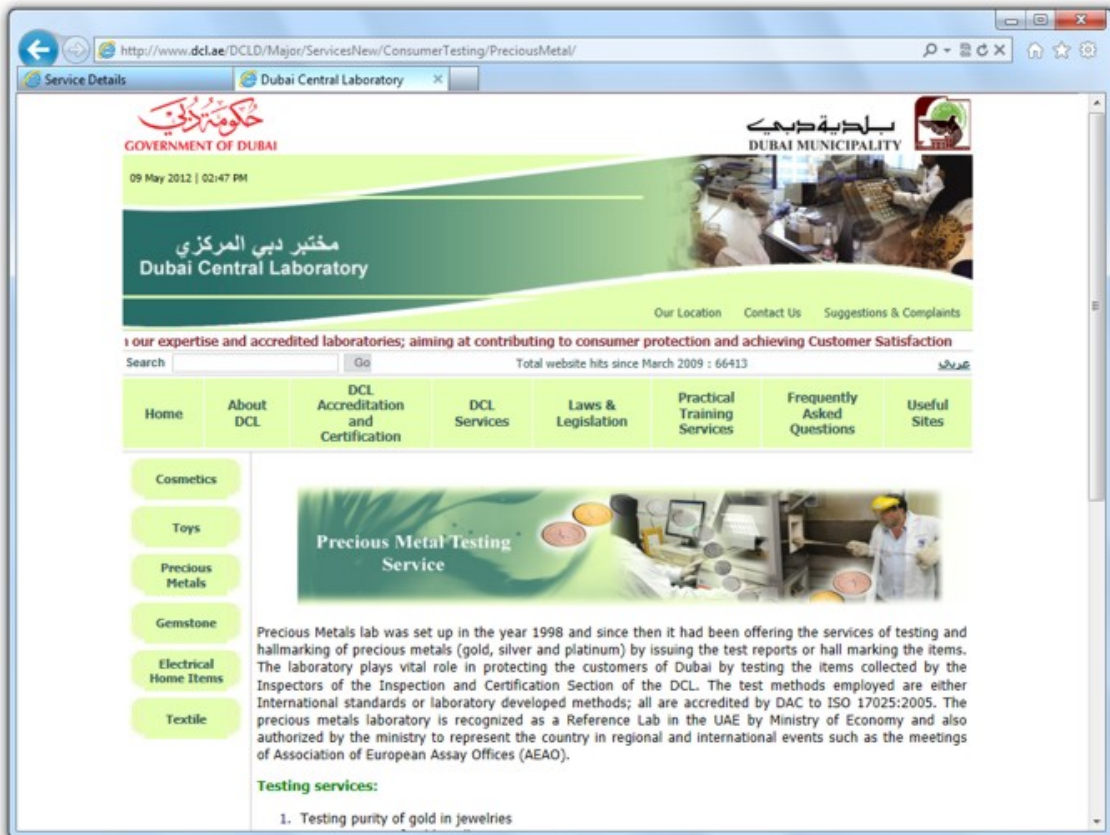 http://www.dcl.ae/DCLD/Major/ServicesNew/ConsumerTesting/PreciousMetal/
Service Details
Dubai Central Laboratory
حكومة دبي
GOVERNMENT OF DUBAI
بلدية دبي
DUBAI MUNICIPALITY
09 May 2012 | 02:47 PM
مختبر دبي المركزي
Dubai Central Laboratory
Our Location Contact Us Suggestions & Complaints
our expertise and accredited laboratories; aiming at contributing to consumer protection and achieving Customer Satisfaction
Search Go Total website hits since March 2009 : 66413 عربي
Home
About
DCL
DCL
Accreditation
and
Certification
DCL
Services
Laws &
Legislation
Practical
Training
Services
Frequently
Asked
Questions
Useful
Sites
Cosmetics
Toys
Precious
Metals
Gemstone
Electrical
Home Items
Textile
Precious Metal Testing
Service
Precious Metals lab was set up in the year 1998 and since then it had been offering the services of testing and
hallmarking of precious metals (gold, silver and platinum) by issuing the test reports or hall marking the items.
The laboratory plays vital role in protecting the customers of Dubai by testing the items collected by the
Inspectors of the Inspection and Certification Section of the DCL. The test methods employed are either
International standards or laboratory developed methods; all are accredited by DAC to ISO 17025:2005. The
precious metals laboratory is recognized as a Reference Lab in the UAE by Ministry of Economy and also
authorized by the ministry to represent the country in regional and international events such as the meetings
of Association of European Assay Offices (AEAO).
Testing services:
1. Testing purity of gold in jewelries